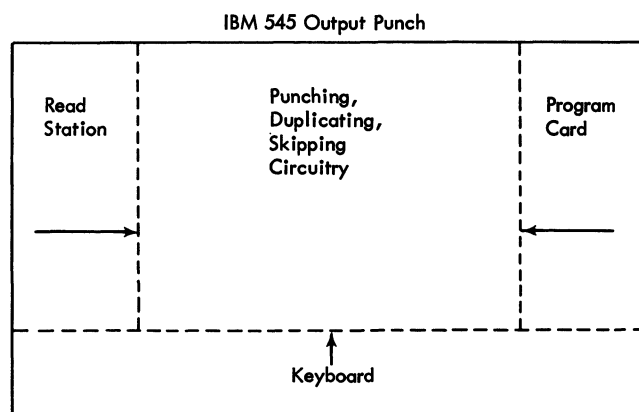 IBM 545 Output Punch
Read
Station
Punching,
Duplicating,
Skipping
Circuitry
Program
Card
Keyboard